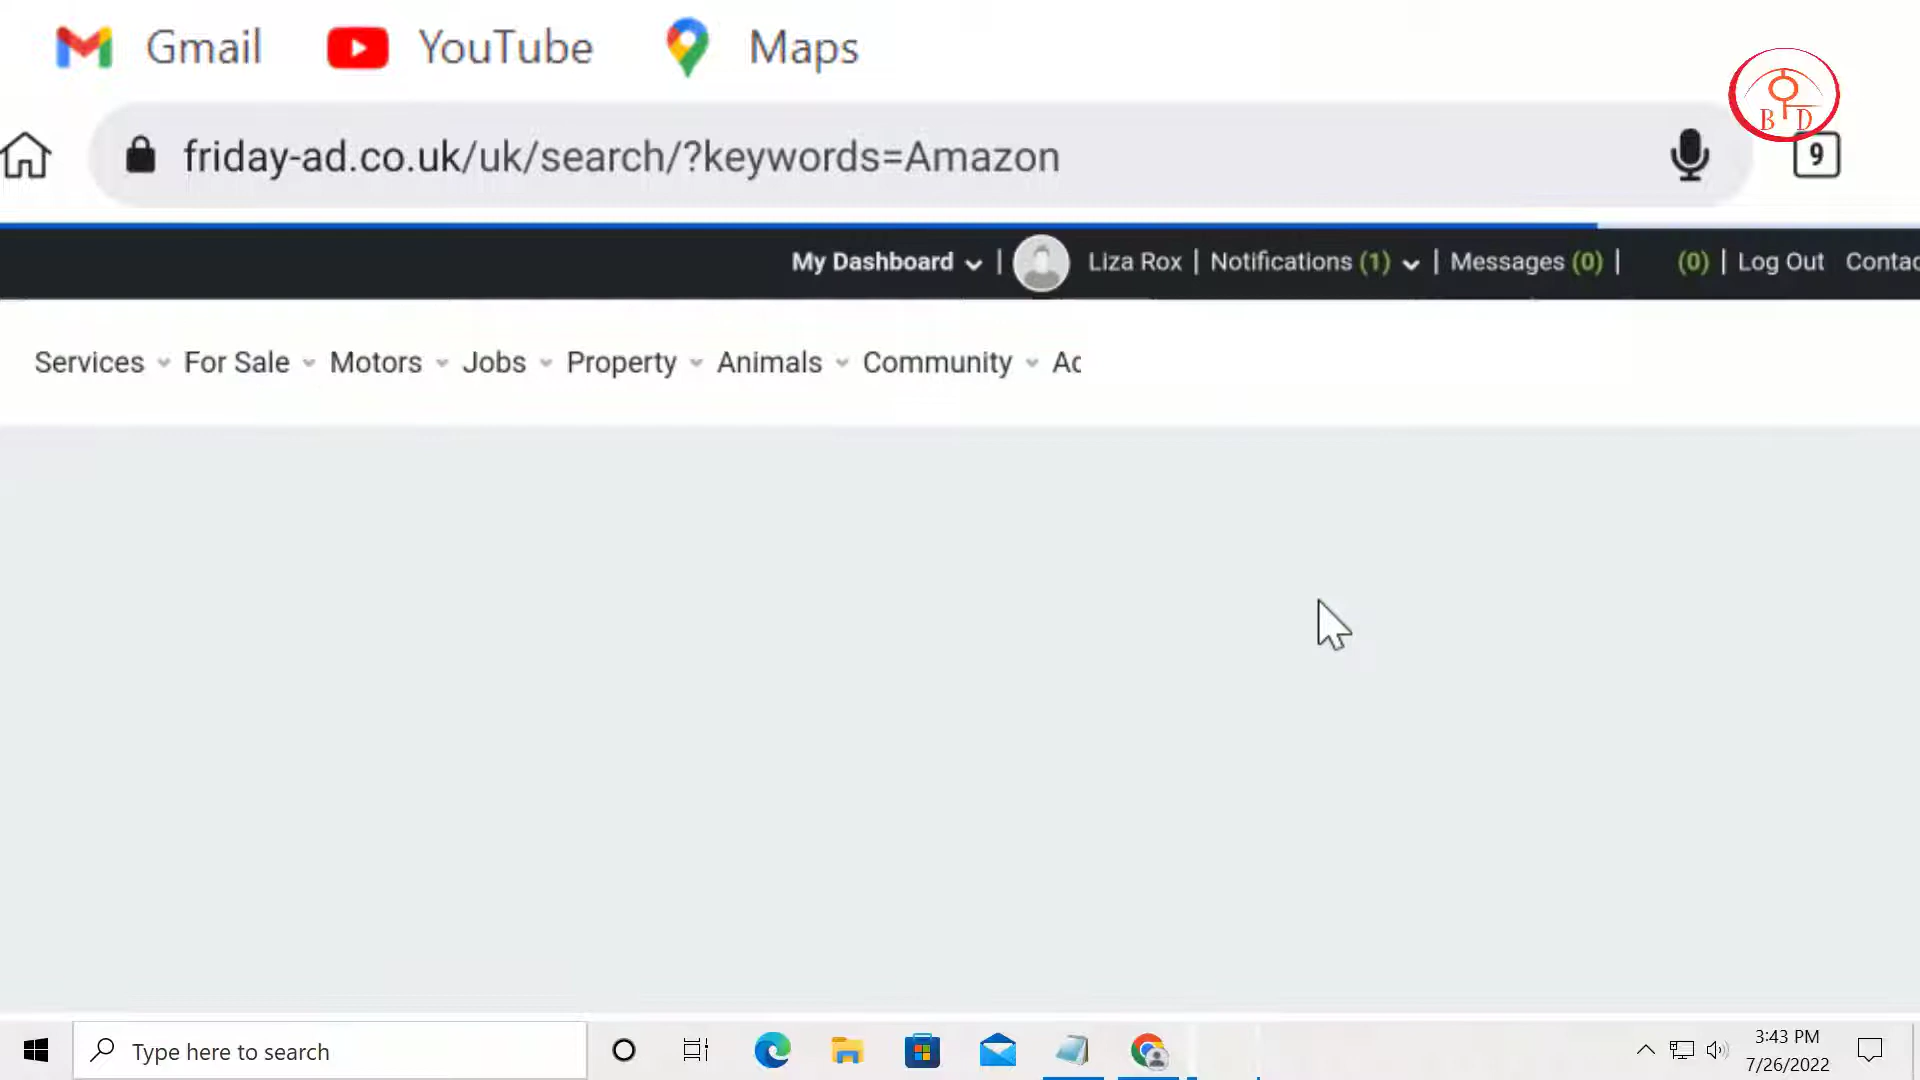 Gmail YouTube Maps
B D
friday-ad.co.uk/uk/search/?keywords=Amazon 9
My Dashboard | Liza Rox | Notifications (1) | Messages (0) | (0) | Log Out Contac
Services For Sale Motors Jobs Property Animals Community Ac
Type here to search
3:43 PM
7/26/2022